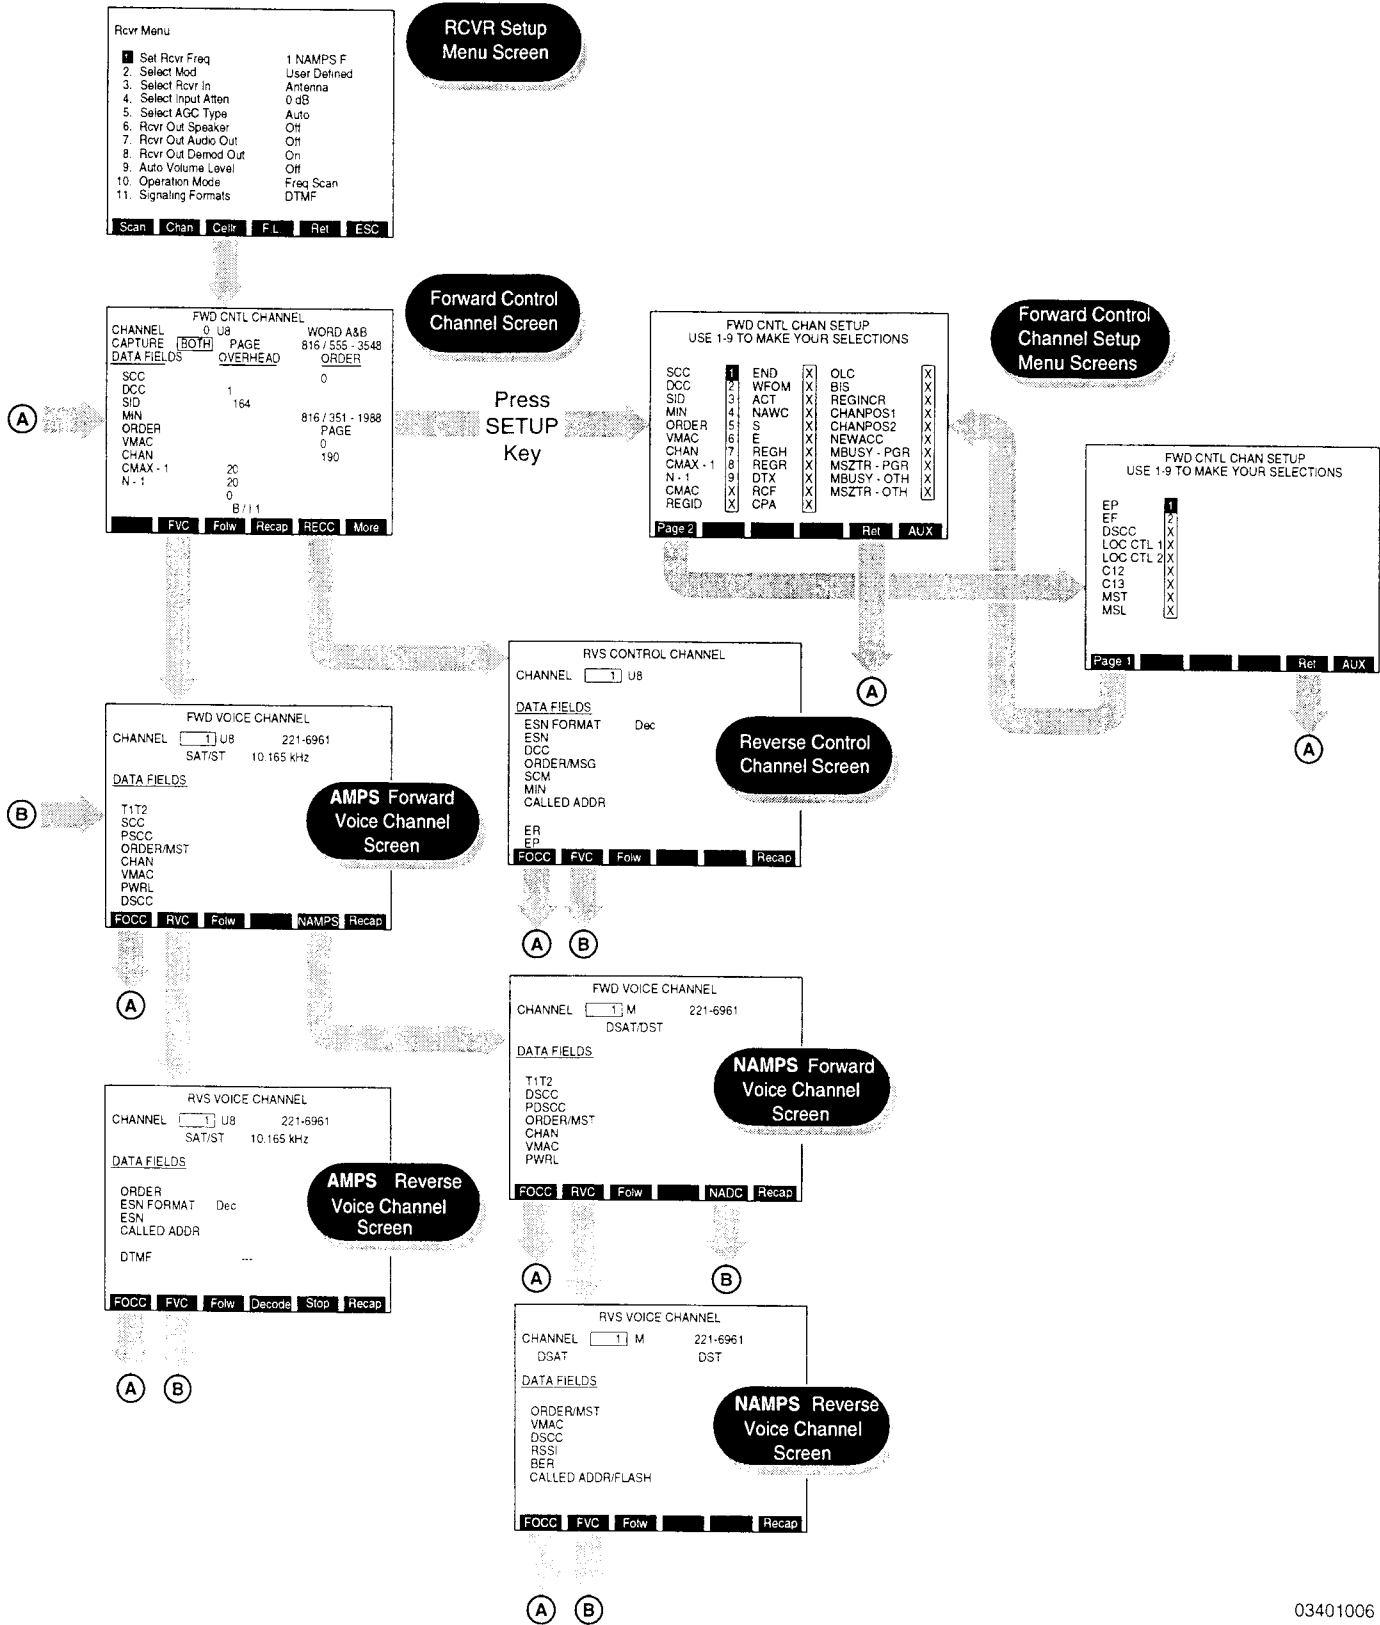 Rcvr Menu
1 Set Rcvr Freq 1 NAMPS F
2. Select Mod User Defined
3. Select Rcvr In Antenna
4. Select Input Atten 0 dB
5. Select AGC Type Auto
6. Rcvr Out Speaker Off
7. Rcvr Out Audio Out Off
8. Rcvr Out Demod Out On
9. Auto Volume Level Off
10. Operation Mode Freq Scan
11. Signaling Formats DTMF
Scan Chan Cellr F.L. Ret ESC
RCVR Setup
Menu Screen
FWD CNTL CHANNEL
CHANNEL 0 U8 WORD A&B
CAPTURE BOTH PAGE 816 / 555 - 3548
DATA FIELDS OVERHEAD ORDER
SCC 0
DCC 1
SID 164
MIN 816 / 351 - 1988
ORDER PAGE
VMAC 0
CHAN 190
CMAX - 1 20
N - 1 20
0
B / I 1
FVC Folw Recap RECC More
Forward Control
Channel Screen
A
Press
SETUP
Key
FWD CNTL CHAN SETUP
USE 1-9 TO MAKE YOUR SELECTIONS
SCC 1 END X OLC X
DCC 2 WFOM X BIS X
SID 3 ACT X REGINCR X
MIN 4 NAWC X CHANPOS1 X
ORDER 5 S X CHANPOS2 X
VMAC 6 E X NEWACC X
CHAN 7 REGH X MBUSY - PGR X
CMAX - 1 8 REGR X MSZTR - PGR X
N - 1 9 DTX X MBUSY - OTH X
CMAC X RCF X MSZTR - OTH X
REGID X CPA X
Page 2 Ret AUX
Forward Control
Channel Setup
Menu Screens
FWD CNTL CHAN SETUP
USE 1-9 TO MAKE YOUR SELECTIONS
EP 1
EF 2
DSCC X
LOC CTL 1 X
LOC CTL 2 X
C12 X
C13 X
MST X
MSL X
Page 1 Ret AUX
A
A
RVS CONTROL CHANNEL
CHANNEL 1 U8
DATA FIELDS
ESN FORMAT Dec
ESN
DCC
ORDER/MSG
SCM
MIN
CALLED ADDR
ER
EP
FOCC FVC Folw Recap
Reverse Control
Channel Screen
A B
FWD VOICE CHANNEL
CHANNEL 1 U8 221-6961
SAT/ST 10.165 kHz
DATA FIELDS
T1T2
SCC
PSCC
ORDER/MST
CHAN
VMAC
PWRL
DSCC
FOCC RVC Folw NAMPS Recap
AMPS Forward
Voice Channel
Screen
B
A
FWD VOICE CHANNEL
CHANNEL 1 M 221-6961
DSAT/DST
DATA FIELDS
T1T2
DSCC
PDSCC
ORDER/MST
CHAN
VMAC
PWRL
FOCC RVC Folw NADC Recap
NAMPS Forward
Voice Channel
Screen
A B
RVS VOICE CHANNEL
CHANNEL 1 U8 221-6961
SAT/ST 10.165 kHz
DATA FIELDS
ORDER
ESN FORMAT Dec
ESN
CALLED ADDR
DTMF ---
FOCC FVC Folw Decode Stop Recap
AMPS Reverse
Voice Channel
Screen
A B
RVS VOICE CHANNEL
CHANNEL 1 M 221-6961
DSAT DST
DATA FIELDS
ORDER/MST
VMAC
DSCC
RSSI
BER
CALLED ADDR/FLASH
FOCC FVC Folw Recap
NAMPS Reverse
Voice Channel
Screen
A B
03401006